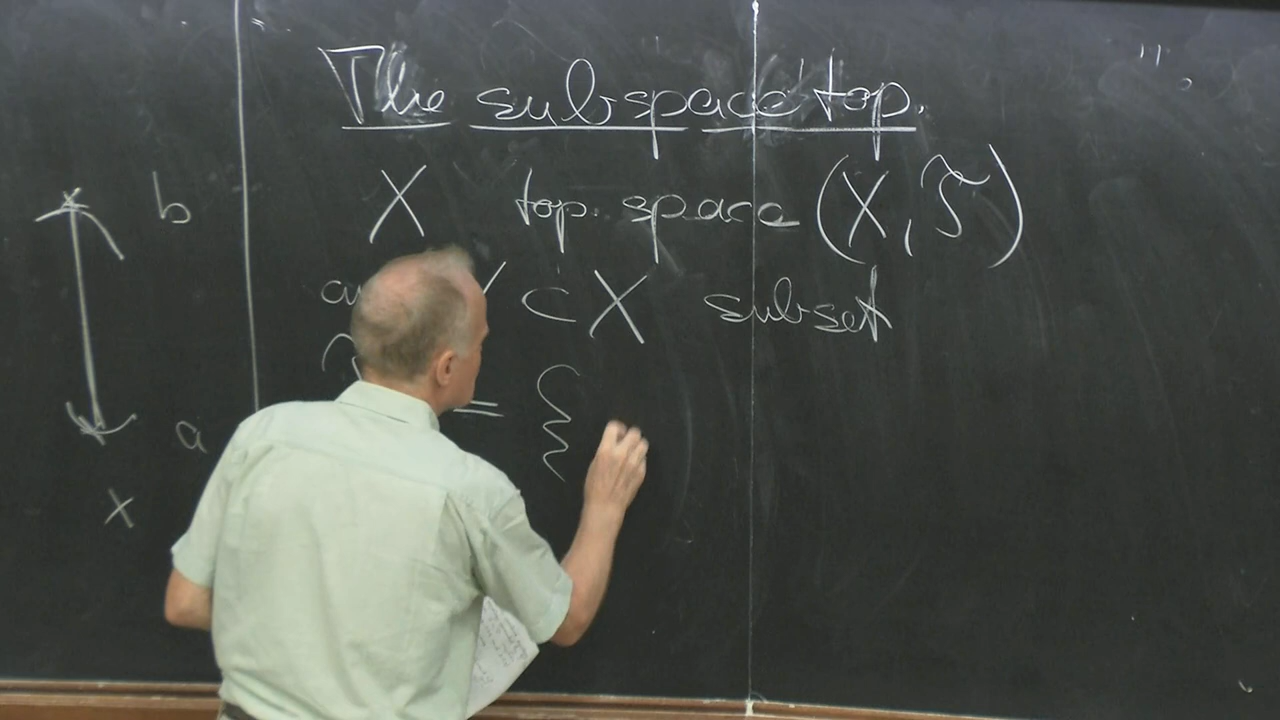 The subspace top.
X top. space (X, 𝒯)
⊂ X subset
= {
b
a
x